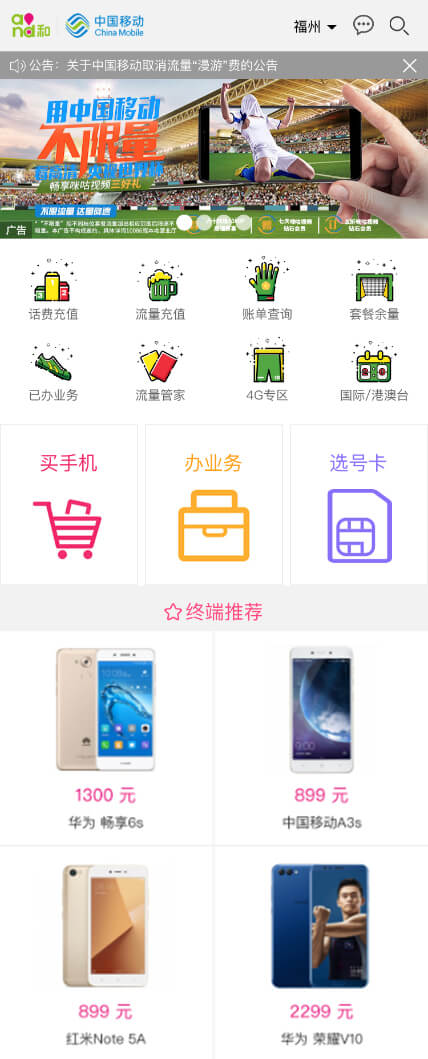 and和 中国移动 China Mobile 福州
公告：关于中国移动取消流量“漫游”费的公告
用中国移动
不限量
畅享咪咕视频三好礼
不限流量 达量降速
广告
话费充值 流量充值 账单查询 套餐余量
已办业务 流量管家 4G专区 国际/港澳台
买手机 办业务 选号卡
终端推荐
1300 元 899 元
华为 畅享6s 中国移动A3s
899 元 2299 元
红米Note 5A 华为 荣耀V10